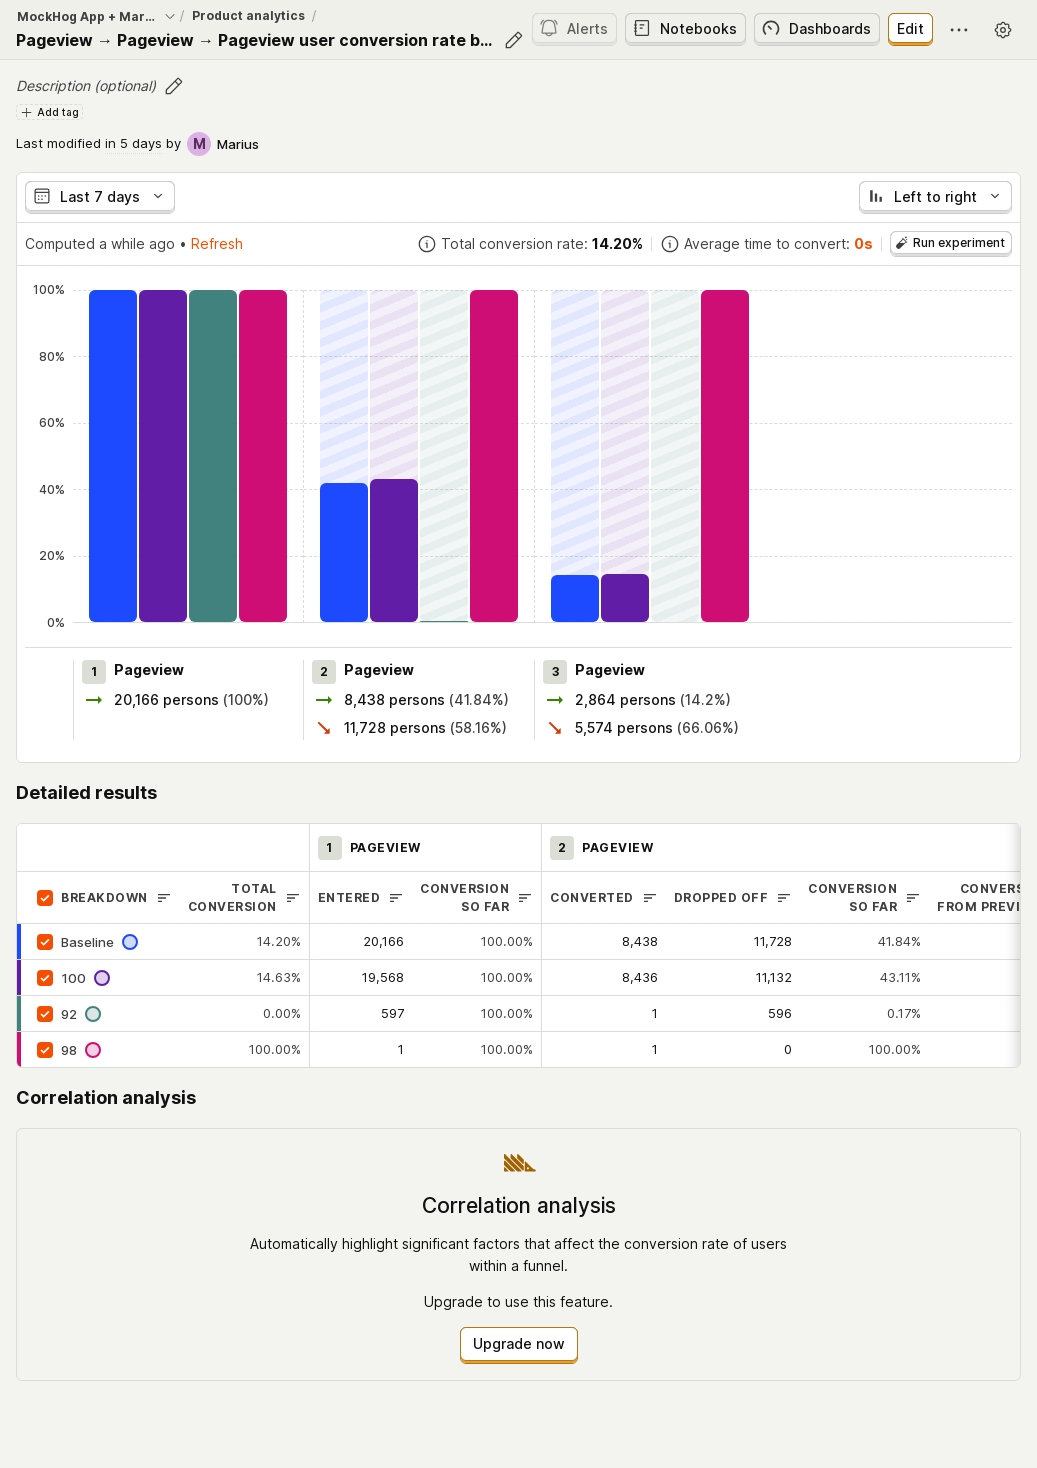 MockHog App + Mar... / Product analytics /
Pageview → Pageview → Pageview user conversion rate b...
Alerts
Notebooks
Dashboards
Edit
Description (optional)
Add tag
Last modified in 5 days by M Marius
Last 7 days
Left to right
Computed a while ago • Refresh
Total conversion rate: 14.20%
Average time to convert: 0s
Run experiment
100%
80%
60%
40%
20%
0%
1 Pageview
20,166 persons (100%)
2 Pageview
8,438 persons (41.84%)
11,728 persons (58.16%)
3 Pageview
2,864 persons (14.2%)
5,574 persons (66.06%)
Detailed results
1 PAGEVIEW
2 PAGEVIEW
BREAKDOWN
TOTAL
CONVERSION
ENTERED
CONVERSION
SO FAR
CONVERTED
DROPPED OFF
CONVERSION
SO FAR
CONVERS
FROM PREVI
Baseline 14.20% 20,166 100.00% 8,438 11,728 41.84%
100 14.63% 19,568 100.00% 8,436 11,132 43.11%
92 0.00% 597 100.00% 1 596 0.17%
98 100.00% 1 100.00% 1 0 100.00%
Correlation analysis
Correlation analysis
Automatically highlight significant factors that affect the conversion rate of users
within a funnel.
Upgrade to use this feature.
Upgrade now